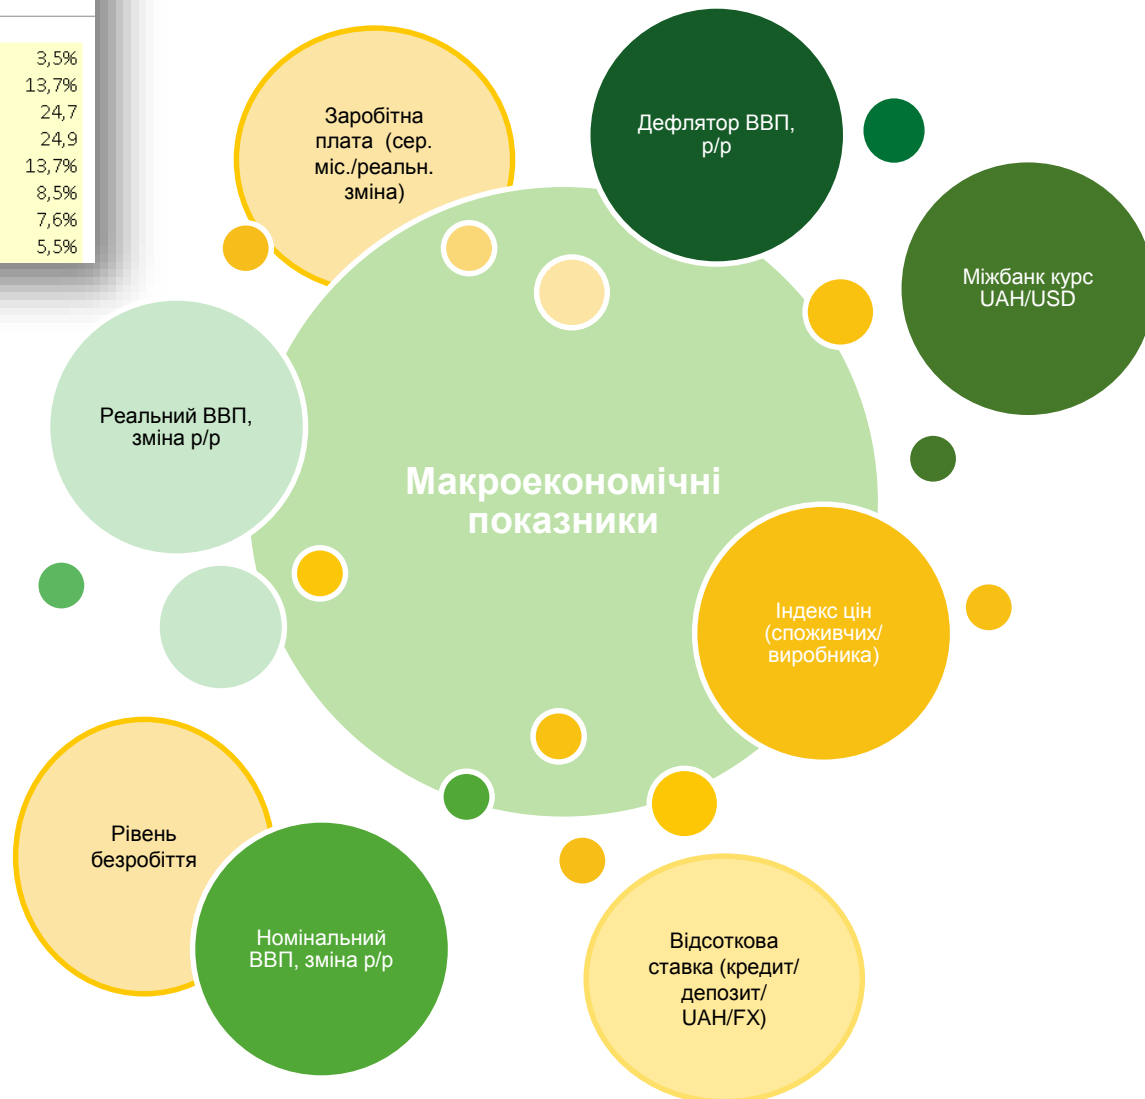 3,5%
13,7%
24,7
24,9
13,7%
8,5%
7,6%
5,5%
Заробітна
плата (сер.
міс./реальн.
зміна)
Дефлятор ВВП,
р/р
Міжбанк курс
UAH/USD
Реальний ВВП,
зміна р/р
Макроекономічні
показники
Індекс цін
(споживчих/
виробника)
Рівень
безробіття
Номінальний
ВВП, зміна р/р
Відсоткова
ставка (кредит/
депозит/
UAH/FX)